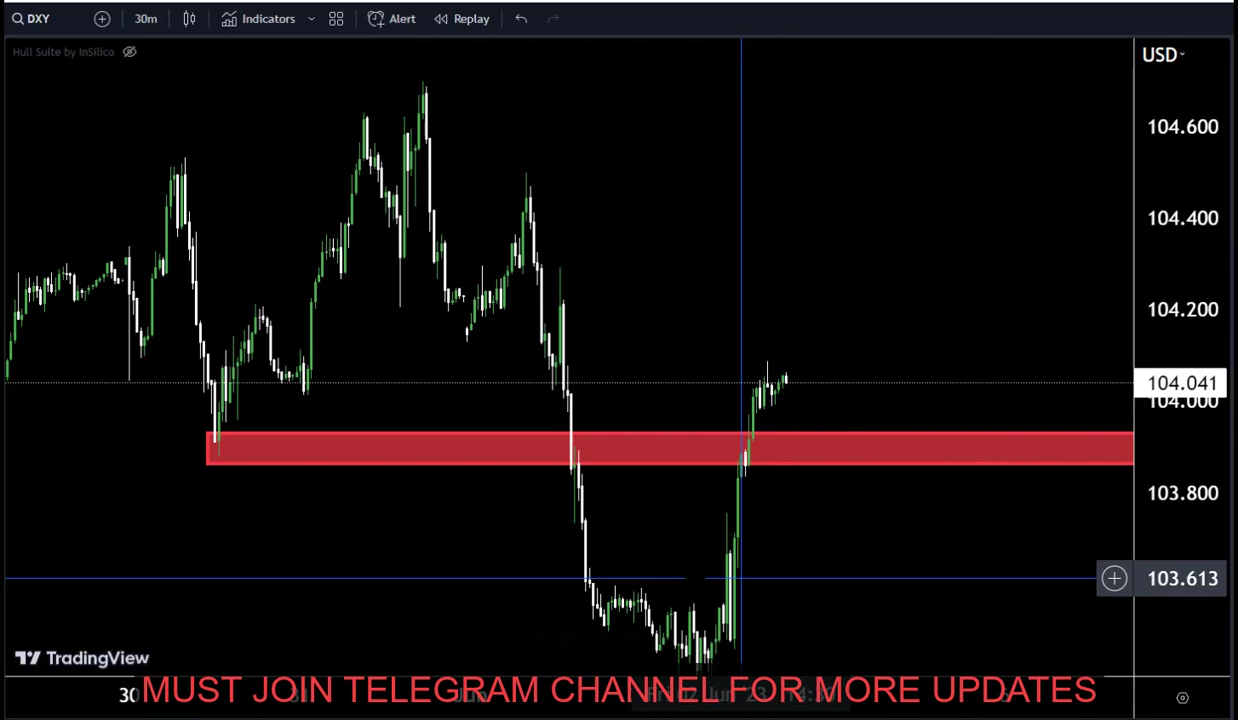 DXY 30m Indicators Alert Replay
Hull Suite by InSilico
USD
104.600
104.400
104.200
104.041
104.000
103.800
103.613
TradingView
30
MUST JOIN TELEGRAM CHANNEL FOR MORE UPDATES